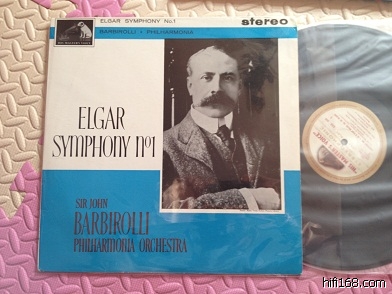 ELGAR SYMPHONY No.1
stereo
BARBIROLLI • PHILHARMONIA
ELGAR
SYMPHONY nº1
SIR JOHN
BARBIROLLI
PHILHARMONIA ORCHESTRA
hifi168.com